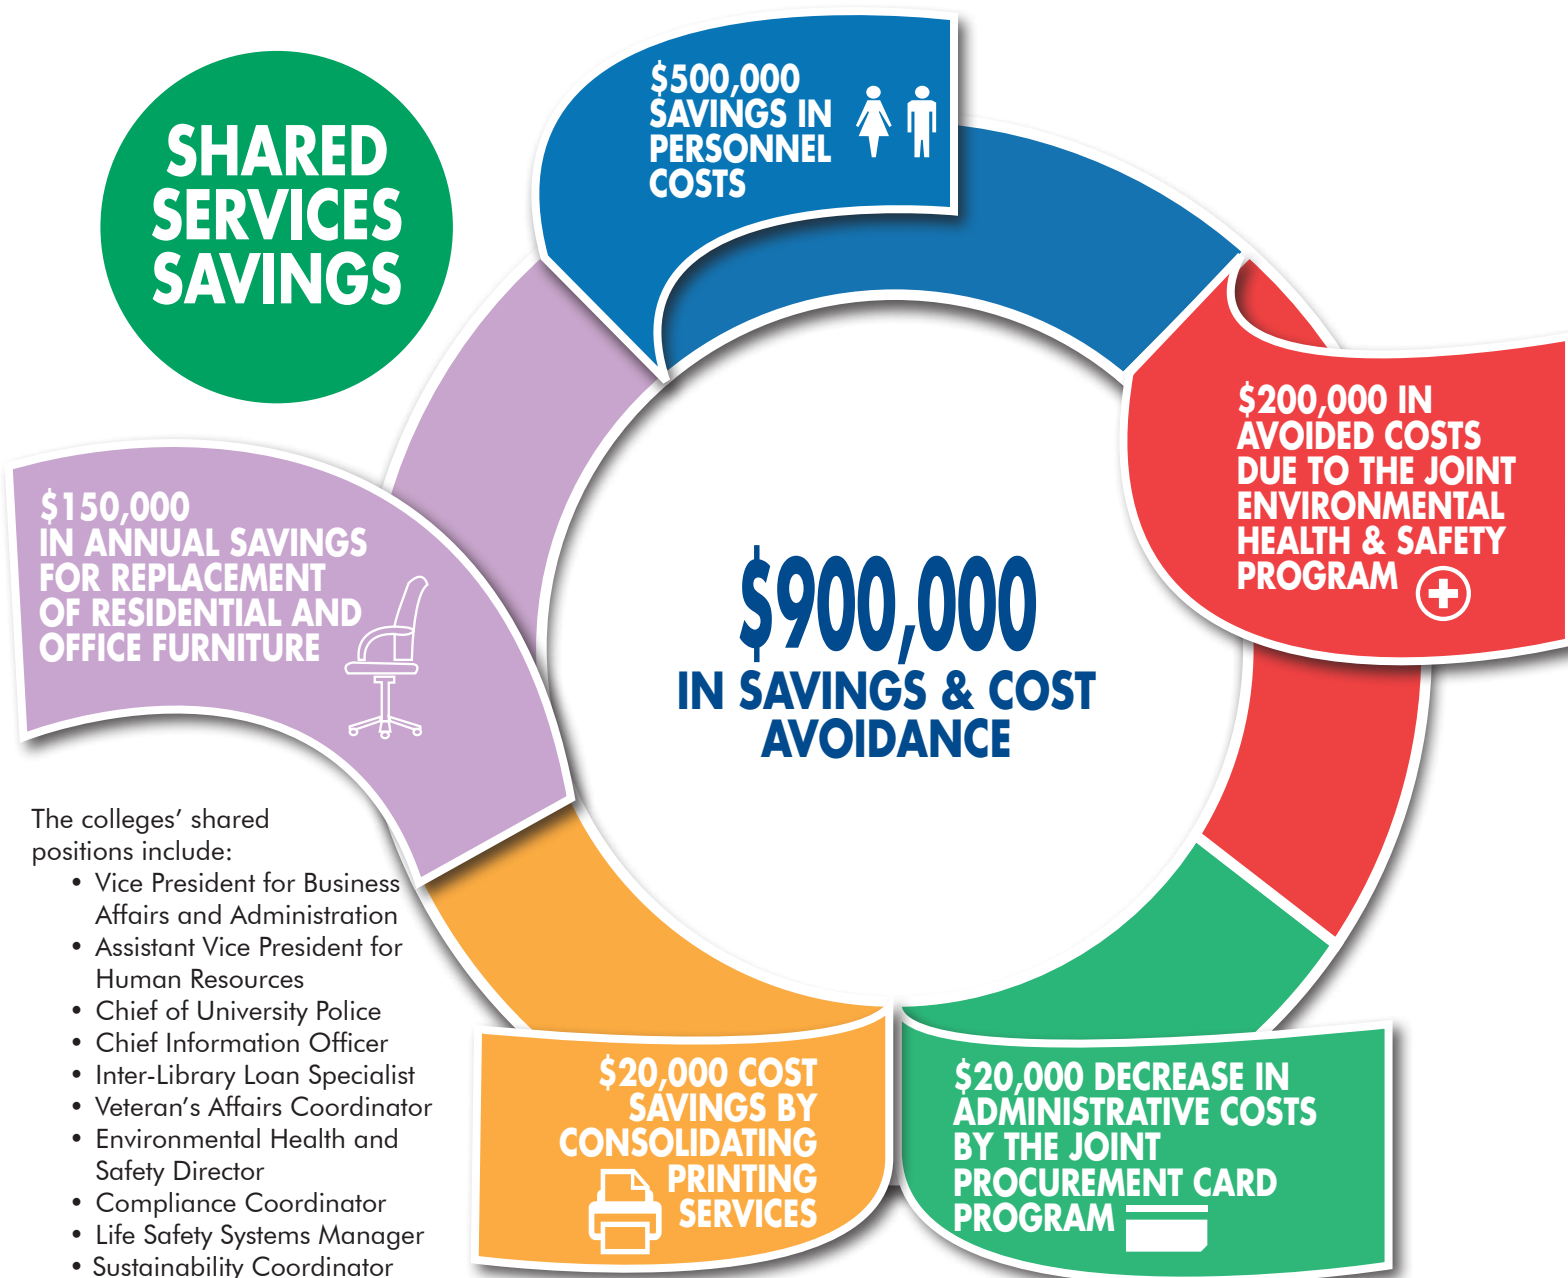 SHARED
SERVICES
SAVINGS
$500,000
SAVINGS IN
PERSONNEL
COSTS
$200,000 IN
AVOIDED COSTS
DUE TO THE JOINT
ENVIRONMENTAL
HEALTH & SAFETY
PROGRAM
$150,000
IN ANNUAL SAVINGS
FOR REPLACEMENT
OF RESIDENTIAL AND
OFFICE FURNITURE
$900,000
IN SAVINGS & COST
AVOIDANCE
The colleges’ shared
positions include:
• Vice President for Business
Affairs and Administration
• Assistant Vice President for
Human Resources
• Chief of University Police
• Chief Information Officer
• Inter-Library Loan Specialist
• Veteran’s Affairs Coordinator
• Environmental Health and
Safety Director
• Compliance Coordinator
• Life Safety Systems Manager
• Sustainability Coordinator
$20,000 COST
SAVINGS BY
CONSOLIDATING
PRINTING
SERVICES
$20,000 DECREASE IN
ADMINISTRATIVE COSTS
BY THE JOINT
PROCUREMENT CARD
PROGRAM